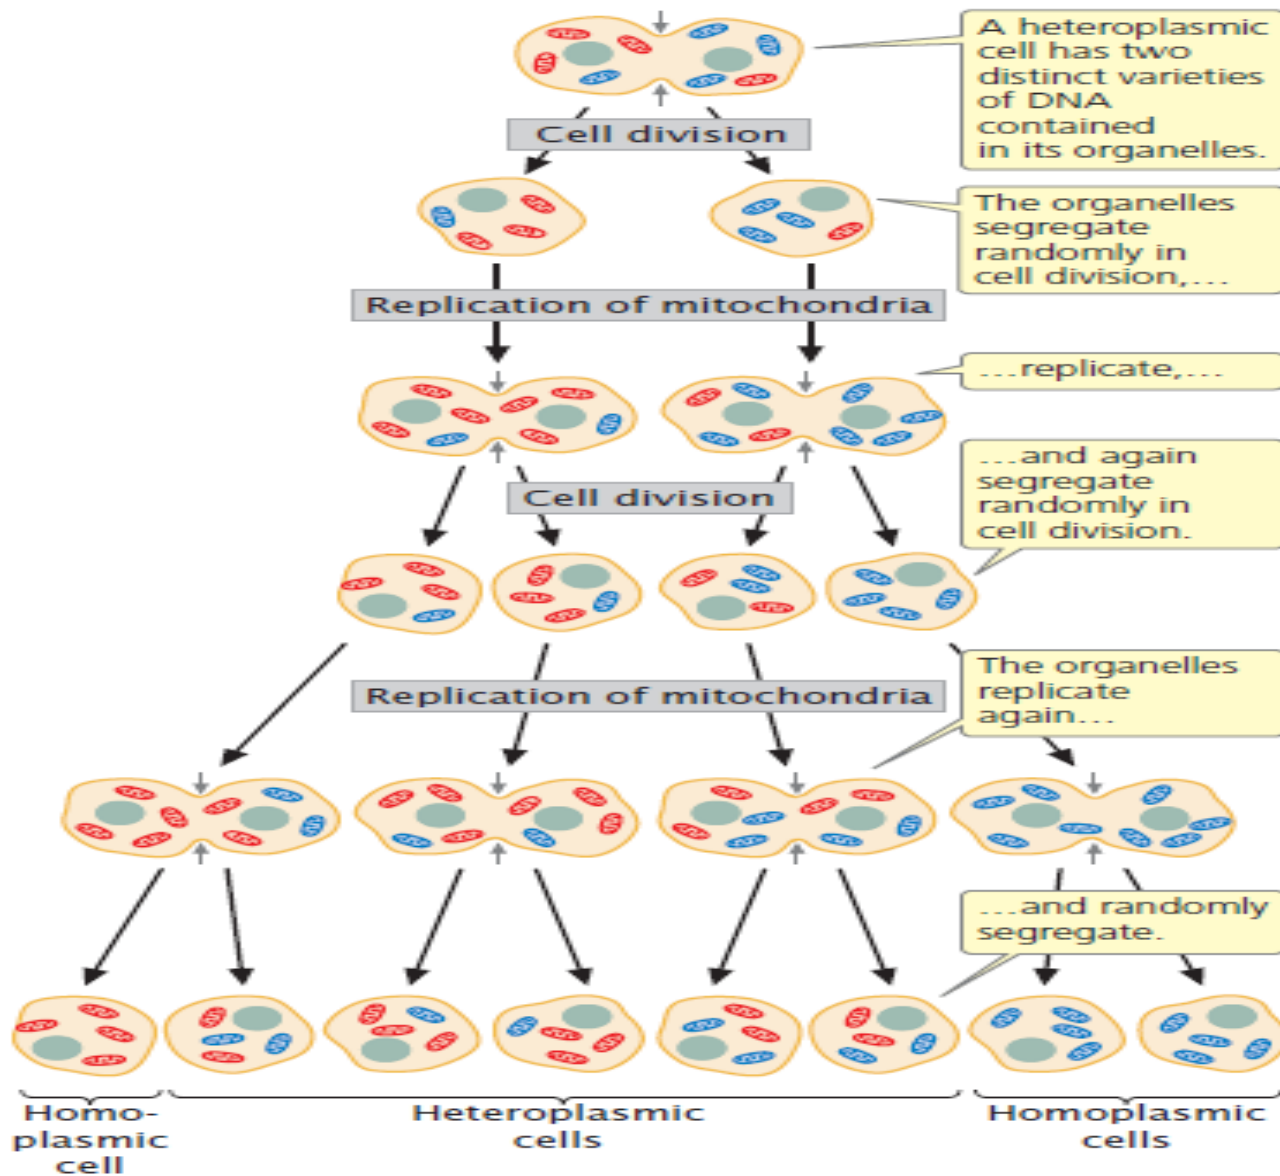 A heteroplasmic
cell has two
distinct varieties
of DNA
contained
in its organelles.
Cell division
The organelles
segregate
randomly in
cell division,...
Replication of mitochondria
...replicate,...
...and again
segregate
randomly in
cell division.
Cell division
The organelles
replicate
again...
Replication of mitochondria
...and randomly
segregate.
Homo-
plasmic
cell
Heteroplasmic
cells
Homoplasmic
cells